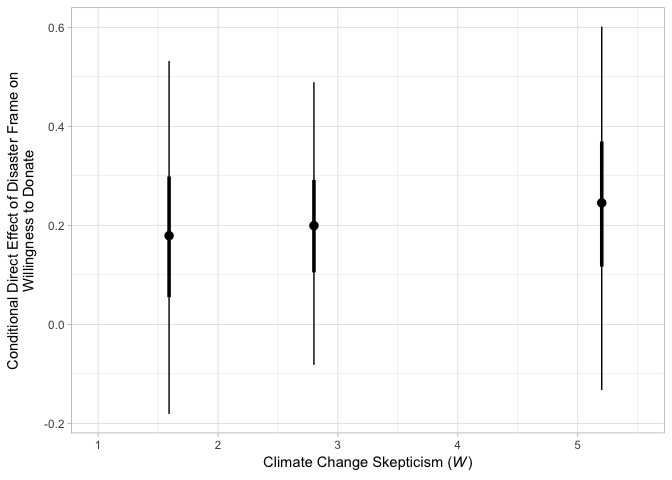 Conditional Direct Effect of Disaster Frame on
Willingness to Donate
0.6
0.4
0.2
0.0
-0.2
1 2 3 4 5
Climate Change Skepticism (W)